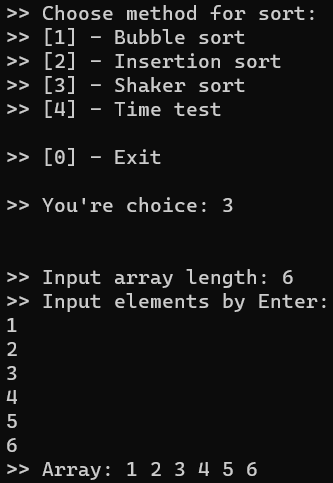 >> Choose method for sort:
>> [1] - Bubble sort
>> [2] - Insertion sort
>> [3] - Shaker sort
>> [4] - Time test
>> [0] - Exit
>> You're choice: 3
>> Input array length: 6
>> Input elements by Enter:
1
2
3
4
5
6
>> Array: 1 2 3 4 5 6